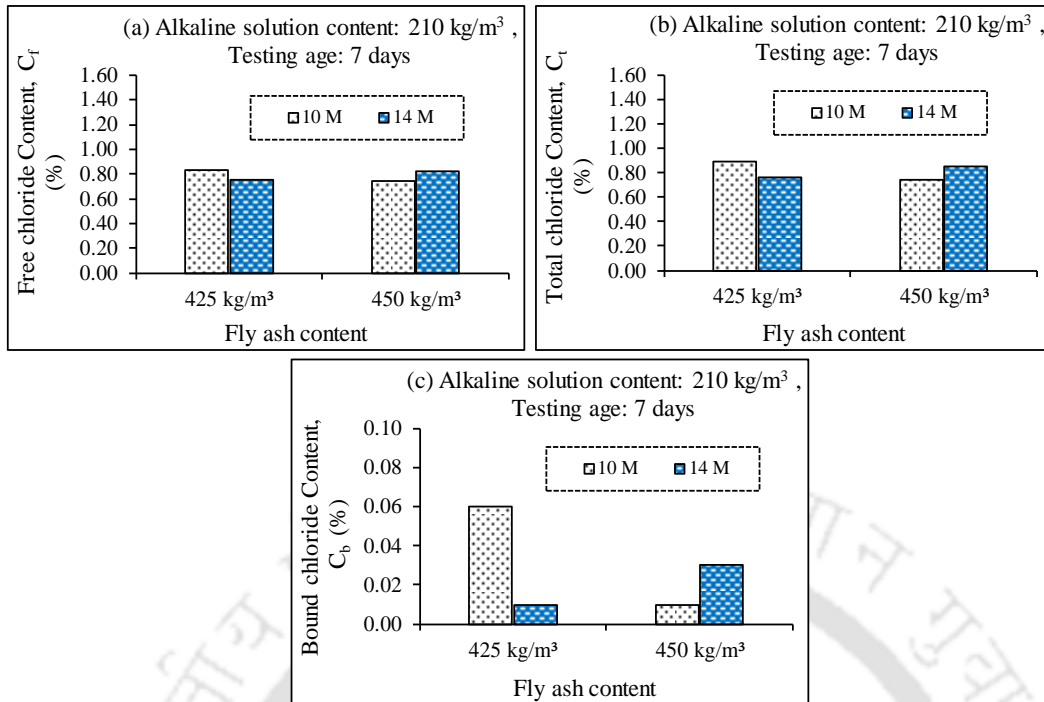 (a) Alkaline solution content: 210 kg/m³ ,
Testing age: 7 days
Free chloride Content, C_f
(%)
1.60
1.40
1.20
1.00
0.80
0.60
0.40
0.20
0.00
10 M 14 M
425 kg/m³ 450 kg/m³
Fly ash content
(b) Alkaline solution content: 210 kg/m³ ,
Testing age: 7 days
Total chloride Content, C_t
(%)
1.60
1.40
1.20
1.00
0.80
0.60
0.40
0.20
0.00
10 M 14 M
425 kg/m³ 450 kg/m³
Fly ash content
(c) Alkaline solution content: 210 kg/m³ ,
Testing age: 7 days
Bound chloride Content,
C_b (%)
0.10
0.08
0.06
0.04
0.02
0.00
10 M 14 M
425 kg/m³ 450 kg/m³
Fly ash content